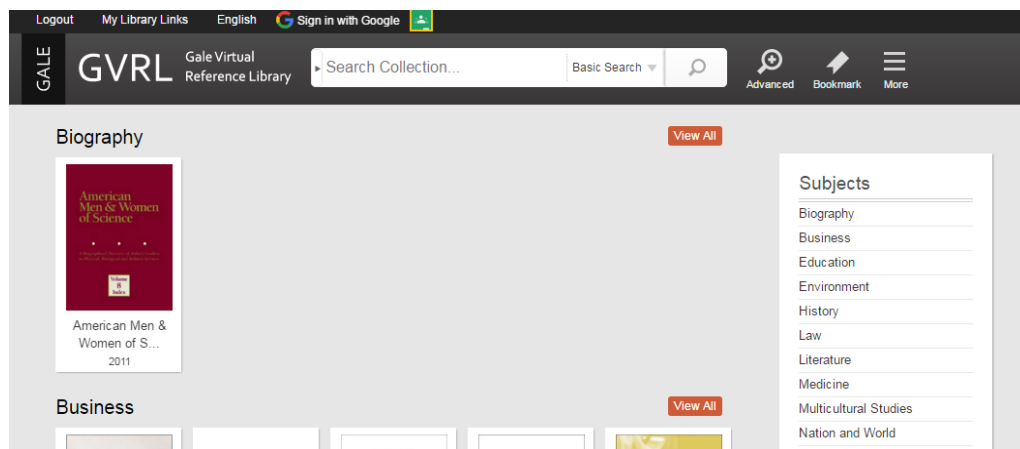 Logout My Library Links English Sign in with Google
GALE
GVRL
Gale Virtual
Reference Library
Search Collection...
Basic Search
Advanced
Bookmark
More
Biography
View All
American
Men & Women
of Science
Volume
8
Index
American Men &
Women of S...
2011
Business
View All
Subjects
Biography
Business
Education
Environment
History
Law
Literature
Medicine
Multicultural Studies
Nation and World